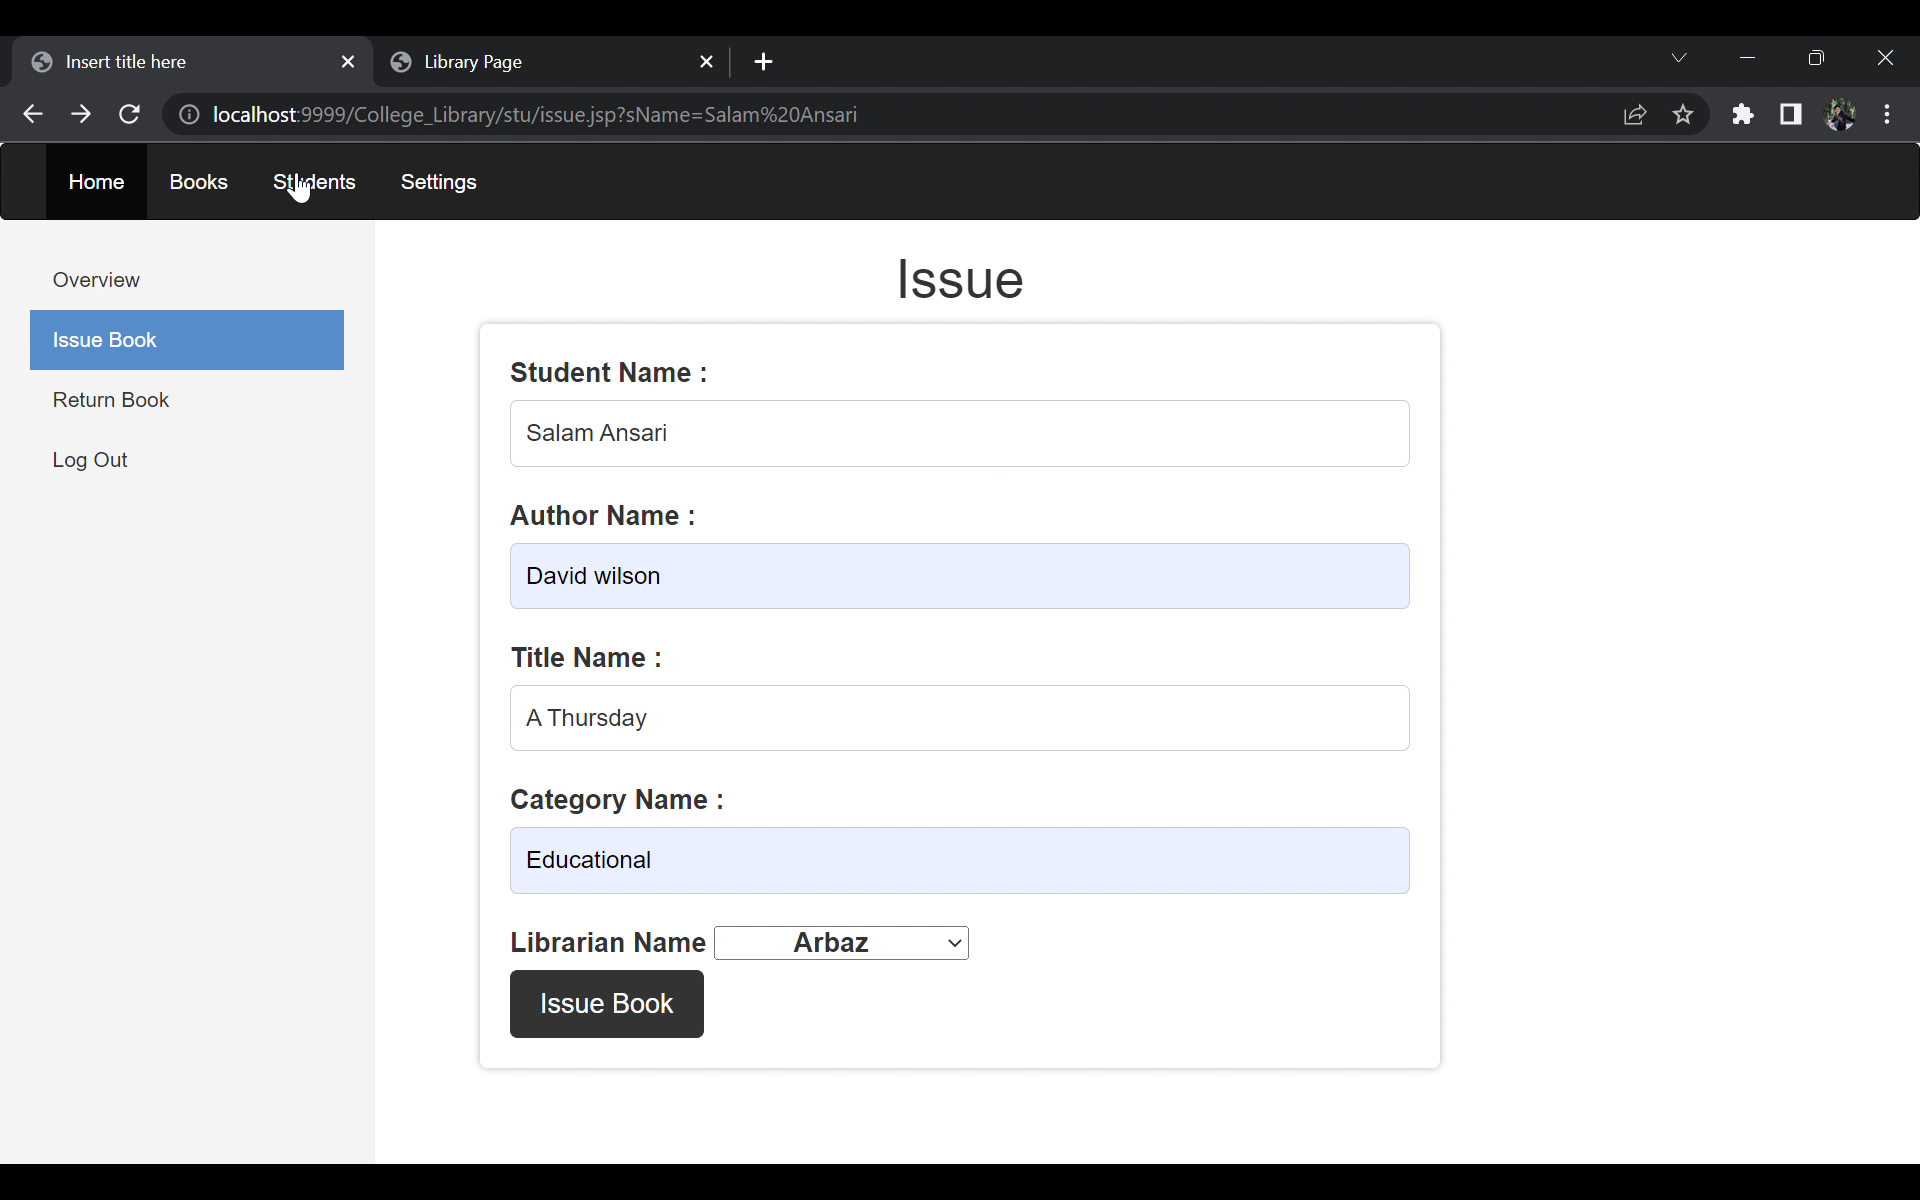 Insert title here
Library Page
localhost:9999/College_Library/stu/issue.jsp?sName=Salam%20Ansari
Home Books Students Settings
Overview
Issue Book
Return Book
Log Out
Issue
Student Name :
Salam Ansari
Author Name :
David wilson
Title Name :
A Thursday
Category Name :
Educational
Librarian Name Arbaz
Issue Book